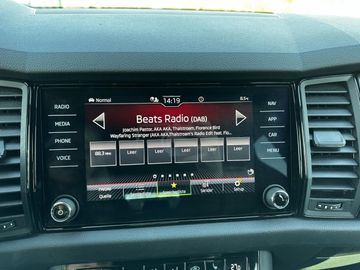 RADIO
MEDIA
PHONE
VOICE
Normal
14:19
8.5
Beats Radio (DAB)
Joachim Pastor, AKA AKA, Thalstroem, Florence Bird
Wayfaring Stranger (AKA AKA,Thalstroem's Radio Edit feat. Flo...
88.3
Leer
Leer
Leer
Leer
Leer
Quelle
Sender
Setup
NAV
APP
CAR
MENU